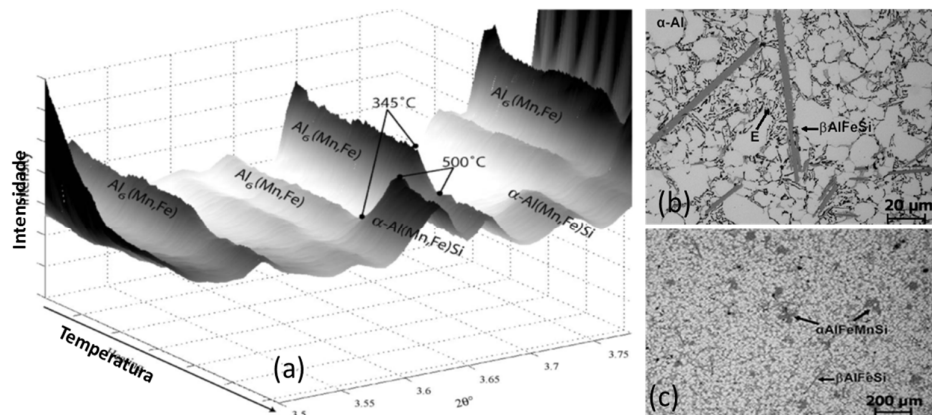 Intensidade
Temperatura
(a)
Al6(Mn,Fe)
Al6(Mn,Fe)
Al6(Mn,Fe)
Al6(Mn,Fe)
345°C
500°C
α-Al(Mn,Fe)Si
α-Al(Mn,Fe)Si
3.5
3.55
3.6
3.65
3.7
3.75
2θ°
α-Al
E
βAlFeSi
(b)
20 µm
αAlFeMnSi
βAlFeSi
(c)
200 µm